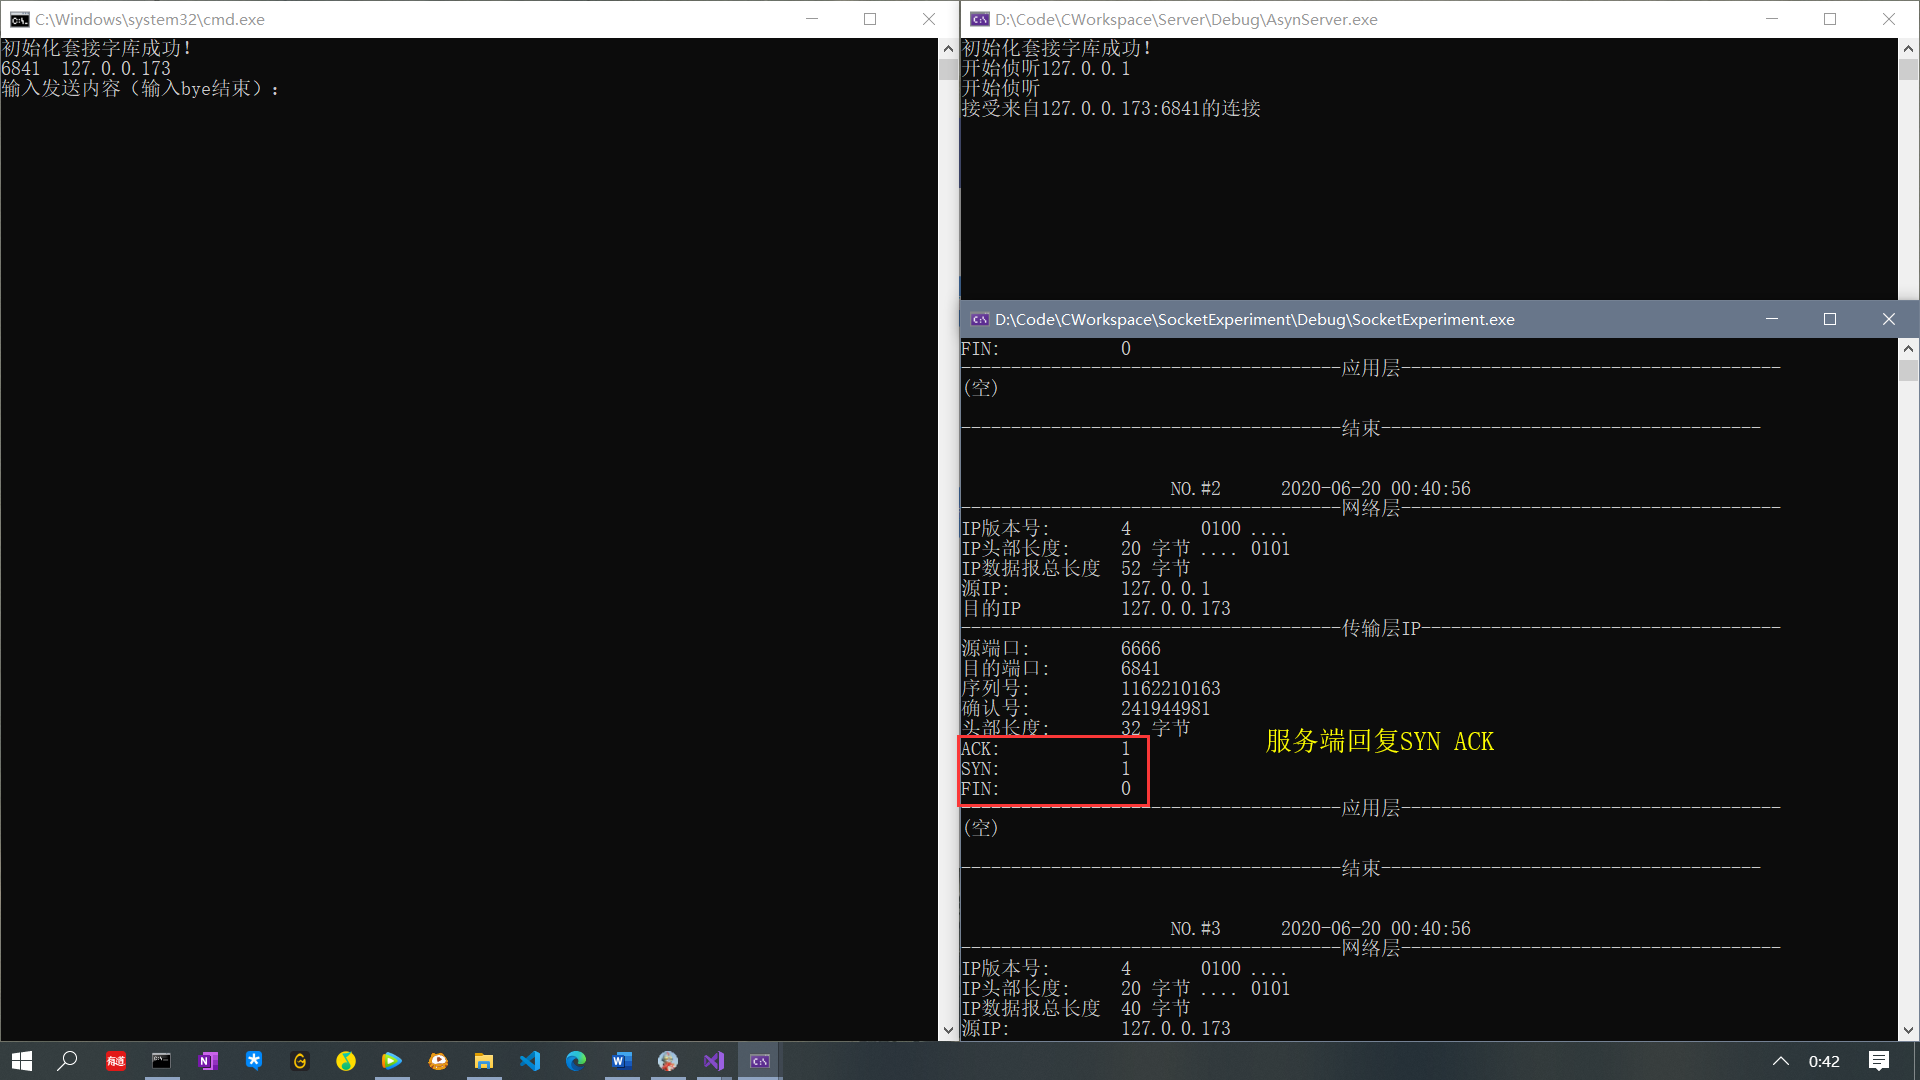 C:\Windows\system32\cmd.exe
初始化套接字库成功!
6841  127.0.0.173
输入发送内容（输入bye结束）:
D:\Code\CWorkspace\Server\Debug\AsynServer.exe
初始化套接字库成功!
开始侦听127.0.0.1
开始侦听
接受来自127.0.0.173:6841的连接
D:\Code\CWorkspace\SocketExperiment\Debug\SocketExperiment.exe
FIN: 0
--------------------------------------应用层--------------------------------------
(空)
--------------------------------------结束--------------------------------------
NO.#2 2020-06-20 00:40:56
--------------------------------------网络层--------------------------------------
IP版本号: 4 0100 ....
IP头部长度: 20 字节 .... 0101
IP数据报总长度 52 字节
源IP: 127.0.0.1
目的IP 127.0.0.173
--------------------------------------传输层IP------------------------------------
源端口: 6666
目的端口: 6841
序列号: 1162210163
确认号: 241944981
头部长度: 32 字节
ACK: 1
SYN: 1
FIN: 0
服务端回复SYN ACK
--------------------------------------应用层--------------------------------------
(空)
--------------------------------------结束--------------------------------------
NO.#3 2020-06-20 00:40:56
--------------------------------------网络层--------------------------------------
IP版本号: 4 0100 ....
IP头部长度: 20 字节 .... 0101
IP数据报总长度 40 字节
源IP: 127.0.0.173
有道
0:42